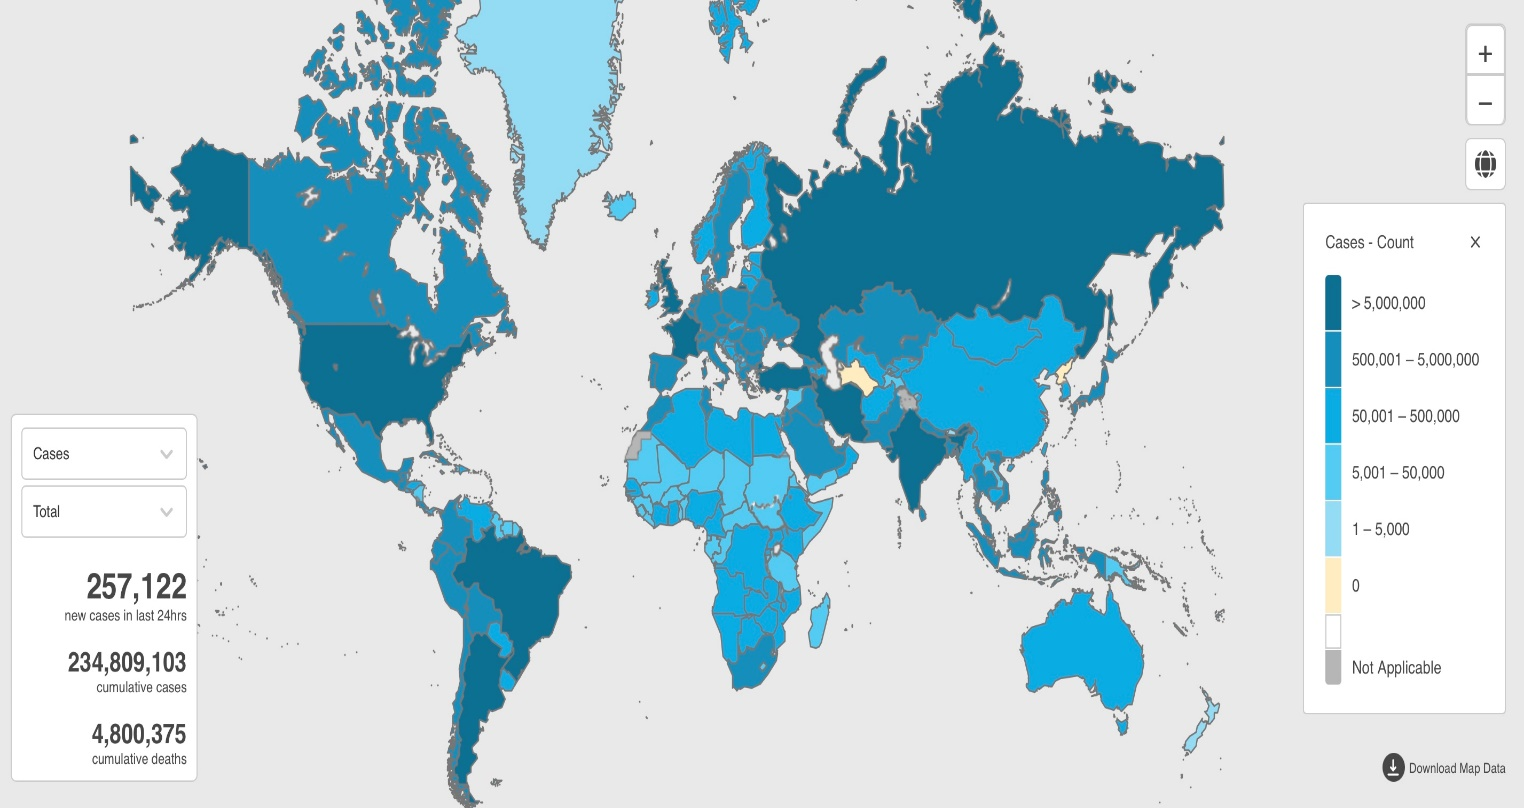 +
−
Cases - Count
X
> 5,000,000
500,001 – 5,000,000
50,001 – 500,000
5,001 – 50,000
1 – 5,000
0
Not Applicable
Cases
Total
257,122
new cases in last 24hrs
234,809,103
cumulative cases
4,800,375
cumulative deaths
Download Map Data